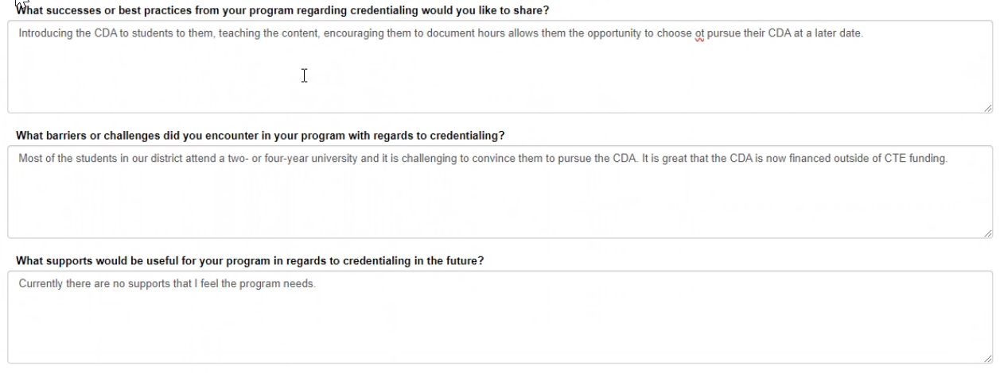 What successes or best practices from your program regarding credentialing would you like to share?
Introducing the CDA to students to them, teaching the content, encouraging them to document hours allows them the opportunity to choose ot pursue their CDA at a later date.
What barriers or challenges did you encounter in your program with regards to credentialing?
Most of the students in our district attend a two- or four-year university and it is challenging to convince them to pursue the CDA. It is great that the CDA is now financed outside of CTE funding.
What supports would be useful for your program in regards to credentialing in the future?
Currently there are no supports that I feel the program needs.